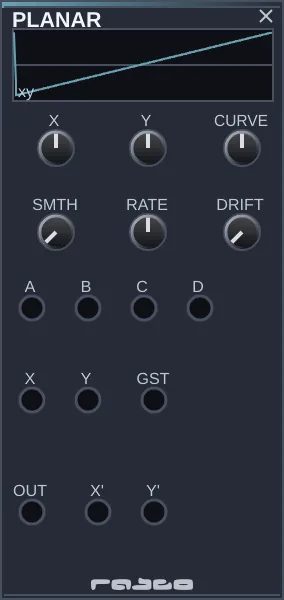 PLANAR
xy
X Y CURVE
SMTH RATE DRIFT
A B C D
X Y GST
OUT X' Y'